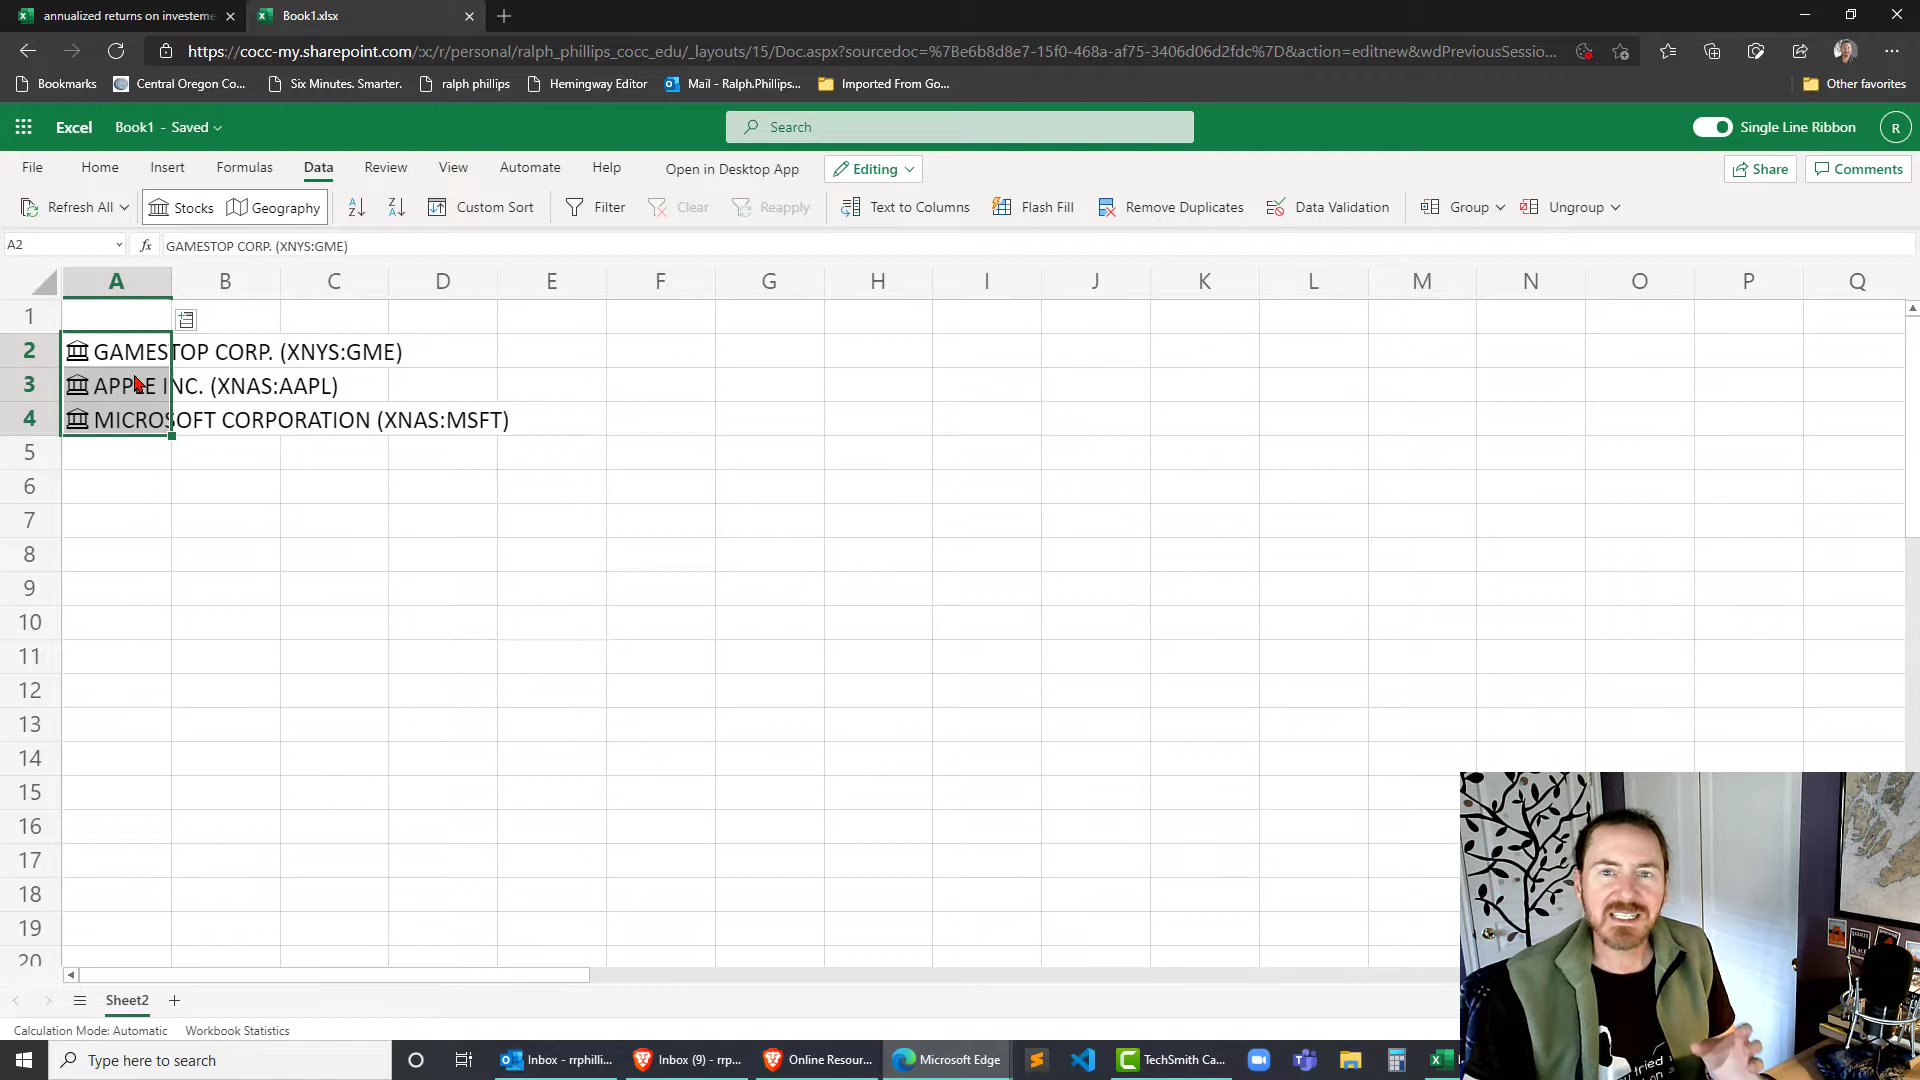 annualized returns on investeme
Book1.xlsx
https://cocc-my.sharepoint.com/:x:/r/personal/ralph_phillips_cocc_edu/_layouts/15/Doc.aspx?sourcedoc=%7Be6b8d8e7-15f0-468a-af75-3406d06d2fdc%7D&action=editnew&wdPreviousSessio...
Bookmarks
Central Oregon Co...
Six Minutes. Smarter.
ralph phillips
Hemingway Editor
Mail - Ralph.Phillips...
Imported From Go...
Other favorites
Excel
Book1 - Saved
Search
Single Line Ribbon
R
File Home Insert Formulas Data Review View Automate Help Open in Desktop App Editing Share Comments
Refresh All Stocks Geography Custom Sort Filter Clear Reapply Text to Columns Flash Fill Remove Duplicates Data Validation Group Ungroup
A2 fx GAMESTOP CORP. (XNYS:GME)
A B C D E F G H I J K L M N O P Q
1
2 GAMESTOP CORP. (XNYS:GME)
3 APPLE INC. (XNAS:AAPL)
4 MICROSOFT CORPORATION (XNAS:MSFT)
5
6
7
8
9
10
11
12
13
14
15
16
17
18
19
20
Sheet2
Calculation Mode: Automatic Workbook Statistics
Type here to search
Inbox - rrphilli...
Inbox (9) - rrp...
Online Resour...
Microsoft Edge
TechSmith Ca...